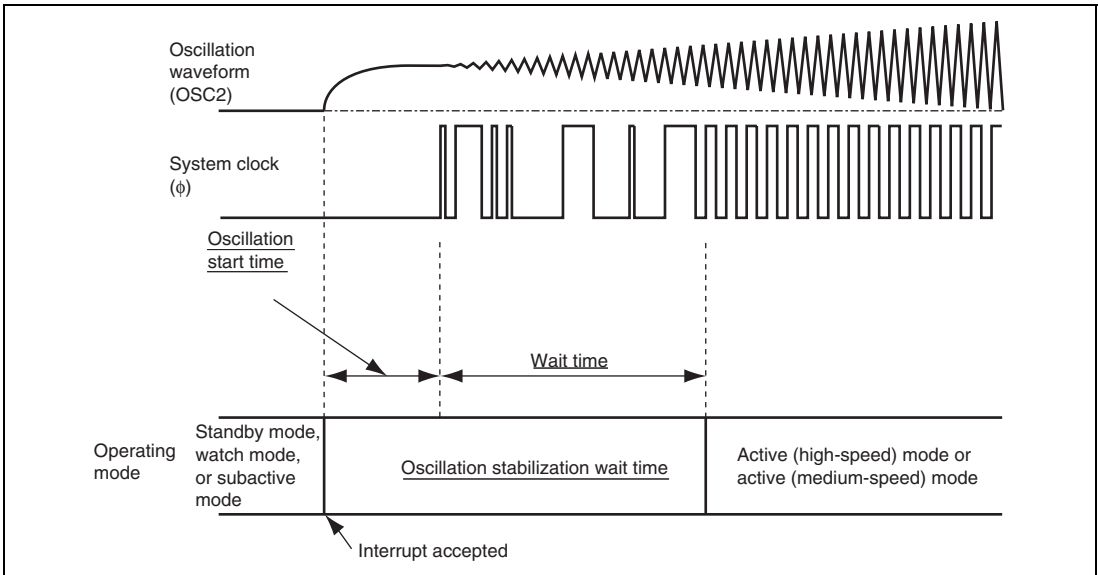 Oscillation
waveform
(OSC2)
System clock
(ϕ)
Oscillation
start time
Wait time
Operating
mode
Standby mode,
watch mode,
or subactive
mode
Oscillation stabilization wait time
Active (high-speed) mode or
active (medium-speed) mode
Interrupt accepted